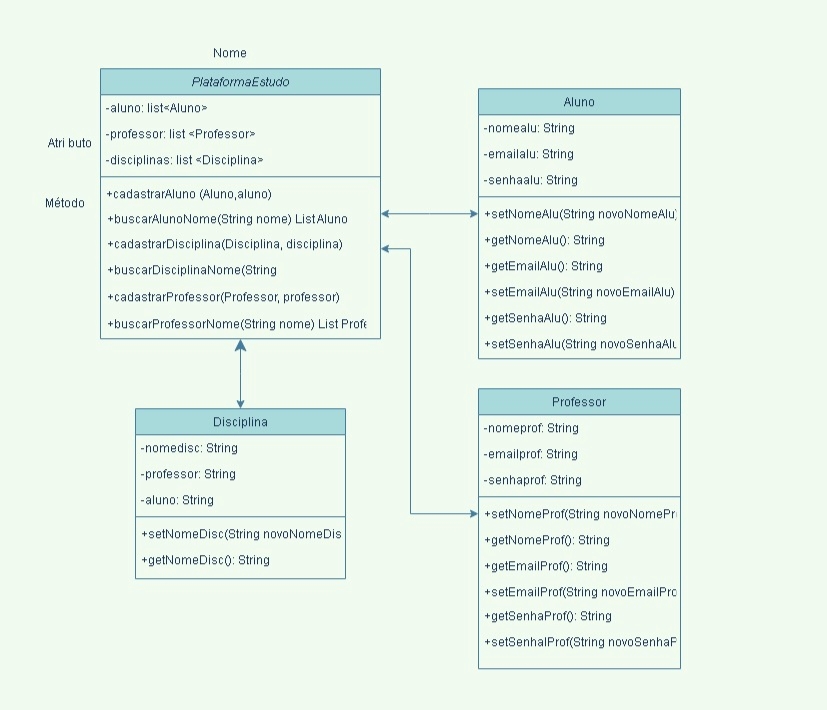 Nome
PlataformaEstudo
-aluno: list<Aluno>
-professor: list <Professor>
Atri buto
-disciplinas: list <Disciplina>
Método
+cadastrarAluno (Aluno,aluno)
+buscarAlunoNome(String nome) ListAluno
+cadastrarDisciplina(Disciplina, disciplina)
+buscarDisciplinaNome(String
+cadastrarProfessor(Professor, professor)
+buscarProfessorNome(String nome) List Profe
Aluno
-nomealu: String
-emailalu: String
-senhaalu: String
+setNomeAlu(String novoNomeAlu)
+getNomeAlu(): String
+getEmailAlu(): String
+setEmailAlu(String novoEmailAlu)
+getSenhaAlu(): String
+setSenhaAlu(String novoSenhaAlu
Disciplina
-nomedisc: String
-professor: String
-aluno: String
+setNomeDisc(String novoNomeDis
+getNomeDisc(): String
Professor
-nomeprof: String
-emailprof: String
-senhaprof: String
+setNomeProf(String novoNomePr
+getNomeProf(): String
+getEmailProf(): String
+setEmailProf(String novoEmailPro
+getSenhaProf(): String
+setSenhalProf(String novoSenhaP